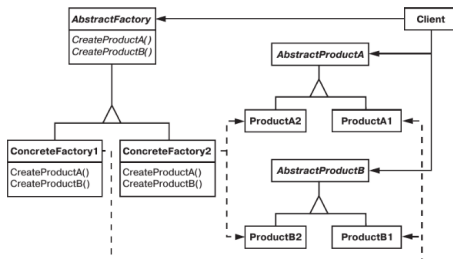 AbstractFactory
CreateProductA()
CreateProductB()
Client
AbstractProductA
ProductA2
ProductA1
ConcreteFactory1
CreateProductA()
CreateProductB()
ConcreteFactory2
CreateProductA()
CreateProductB()
AbstractProductB
ProductB2
ProductB1